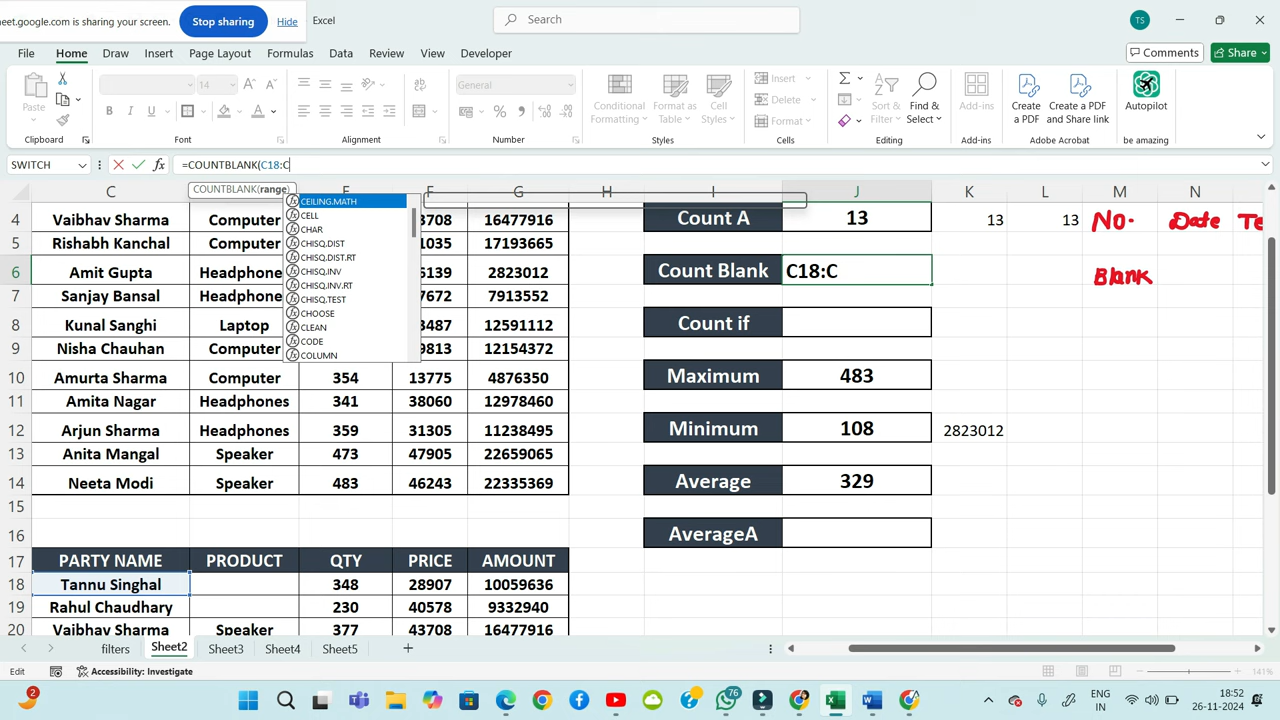 eet.google.com is sharing your screen.
Stop sharing
Hide
Excel
Search
TS
File Home Draw Insert Page Layout Formulas Data Review View Developer
Comments
Share
Paste
14
General
Conditional Formatting
Format as Table
Cell Styles
Insert
Delete
Format
Sort & Filter
Find & Select
Add-ins
Create a PDF
Create a PDF and Share link
Autopilot
Clipboard
Font
Alignment
Number
Styles
Cells
Editing
Add-ins
Adobe Acrobat
be amazing
SWITCH
=COUNTBLANK(C18:C
COUNTBLANK(range)
CEILING.MATH
CELL
CHAR
CHISQ.DIST
CHISQ.DIST.RT
CHISQ.INV
CHISQ.INV.RT
CHISQ.TEST
CHOOSE
CLEAN
CODE
COLUMN
C G H I J K L M N
4 Vaibhav Sharma Computer 3708 16477916 Count A 13 13 13 NO. Date Te
5 Rishabh Kanchal Computer 1035 17193665
6 Amit Gupta Headphone 6139 2823012 Count Blank C18:C Blank
7 Sanjay Bansal Headphone 7672 7913552
8 Kunal Sanghi Laptop 3487 12591112 Count if
9 Nisha Chauhan Computer 9813 12154372
10 Amurta Sharma Computer 354 13775 4876350 Maximum 483
11 Amita Nagar Headphones 341 38060 12978460
12 Arjun Sharma Headphones 359 31305 11238495 Minimum 108 2823012
13 Anita Mangal Speaker 473 47905 22659065
14 Neeta Modi Speaker 483 46243 22335369 Average 329
15
16 AverageA
17 PARTY NAME PRODUCT QTY PRICE AMOUNT
18 Tannu Singhal 348 28907 10059636
19 Rahul Chaudhary 230 40578 9332940
20 Vaibhav Sharma Speaker 377 43708 16477916
filters Sheet2 Sheet3 Sheet4 Sheet5
Edit
Accessibility: Investigate
141%
2
76
ENG
IN
18:52
26-11-2024